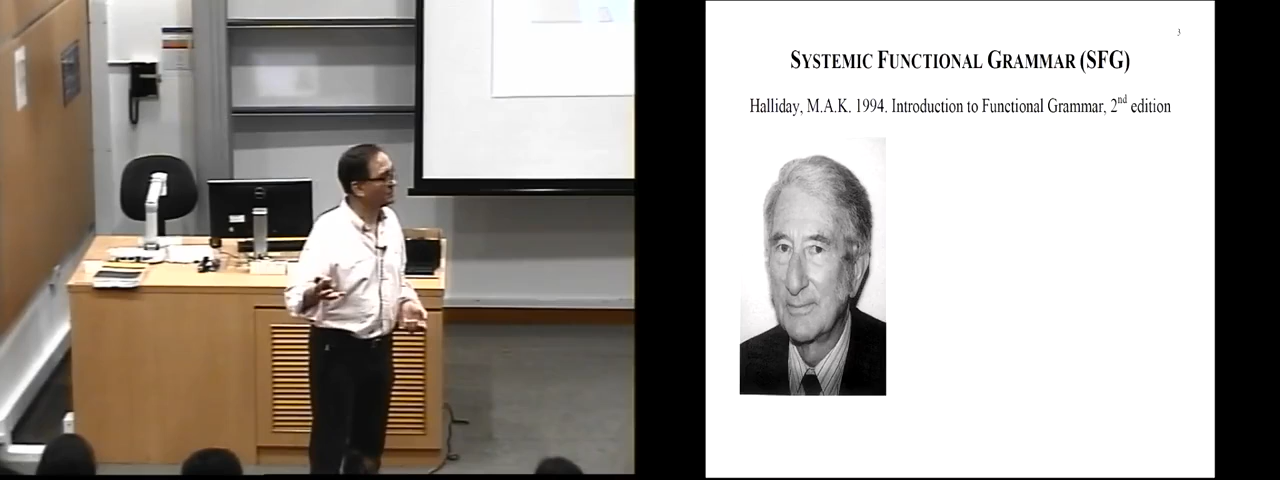 3
SYSTEMIC FUNCTIONAL GRAMMAR (SFG)
Halliday, M.A.K. 1994. Introduction to Functional Grammar, 2nd edition